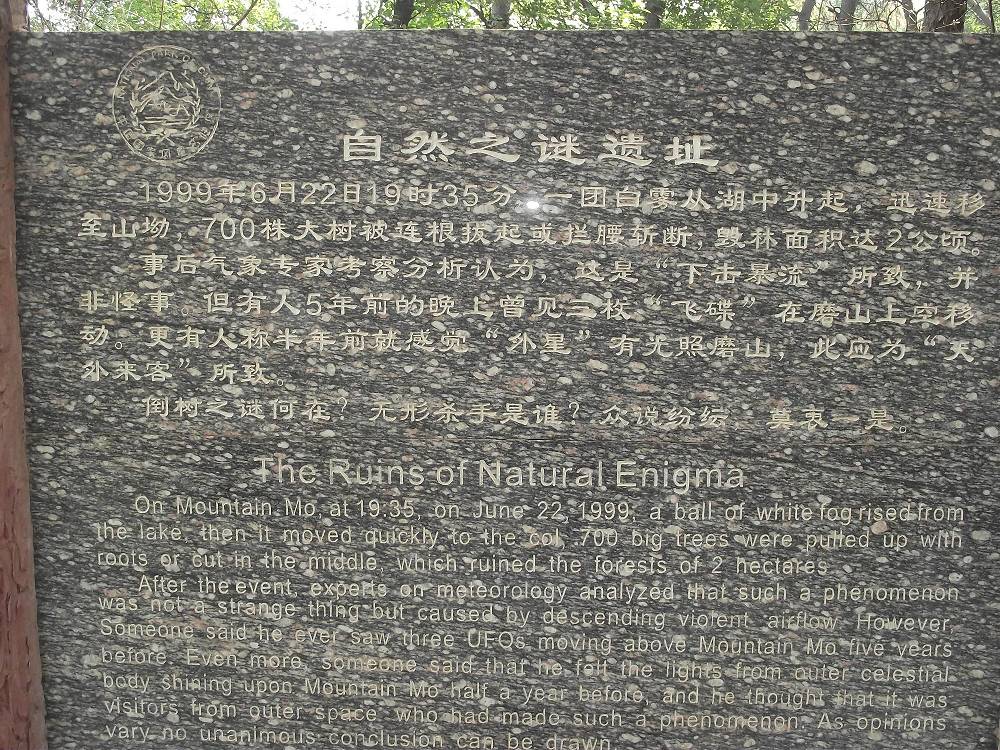 自然之谜遗址
1999年6月22日19时35分，一团白雾从湖中升起，迅速移
至山坳，700株大树被连根拔起或拦腰斩断，毁林面积达2公顷。
事后气象专家考察分析认为，这是“下击暴流”所致，并
非怪事。但有人5年前的晚上曾见三枚“飞碟”在磨山上空移
动。更有人称半年前就感觉“外星”有光照磨山，此应为“天
外来客”所致。
倒树之谜何在？无形杀手是谁？众说纷纭 莫衷一是。
The Ruins of Natural Enigma
On Mountain Mo, at 19:35, on June 22, 1999, a ball of white fog rised from
the lake, then it moved quickly to the col, 700 big trees were pulled up with
roots or cut in the middle, which ruined the forests of 2 hectares
After the event, experts on meteorology analyzed that such a phenomenon
was not a strange thing but caused by descending violent airflow. However,
Someone said he ever saw three UFOs moving above Mountain Mo five years
before. Even more, someone said that he felt the lights from outer celestial
body shining upon Mountain Mo half a year before, and he thought that it was
visitors from outer space who had made such a phenomenon. As opinions
vary no unanimous conclusion can be drawn.